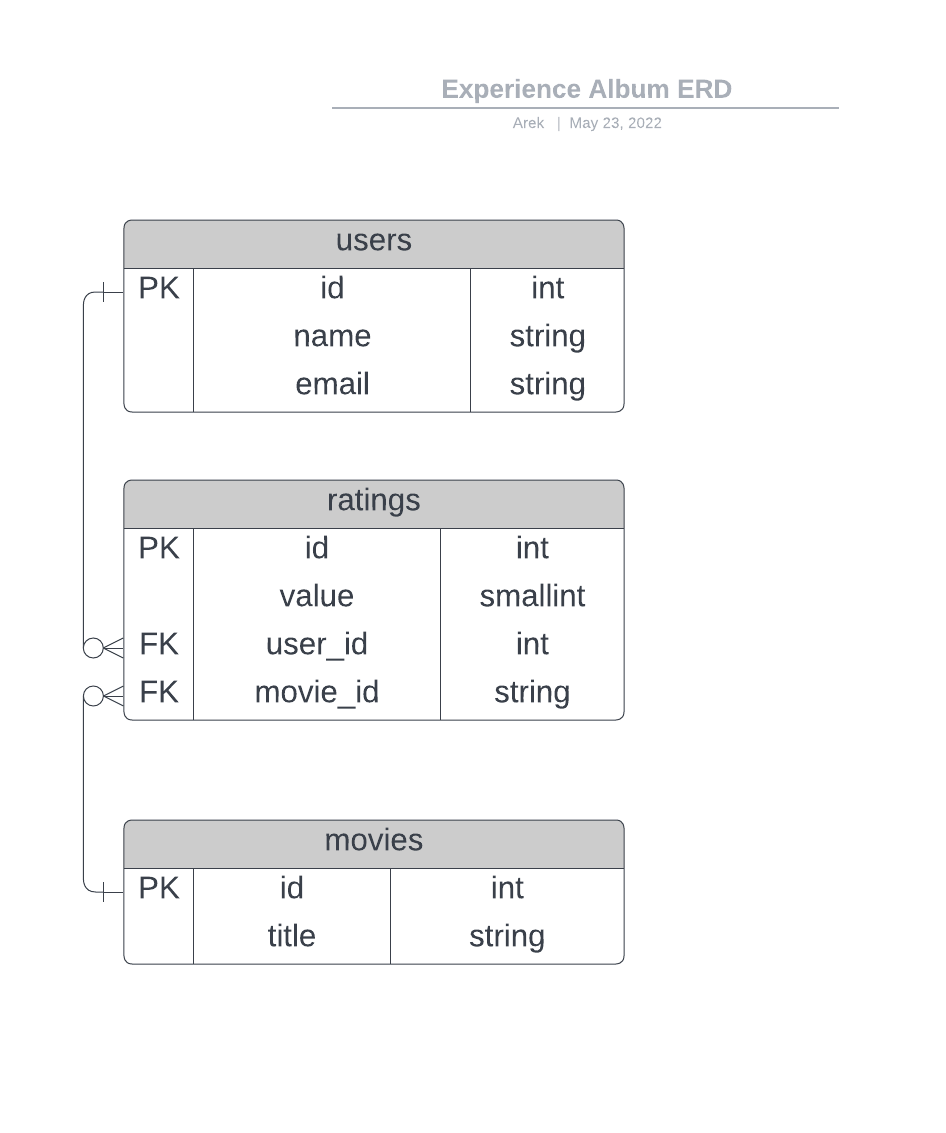 Experience Album ERD
Arek | May 23, 2022
users
PK id int
name string
email string
ratings
PK id int
value smallint
FK user_id int
FK movie_id string
movies
PK id int
title string